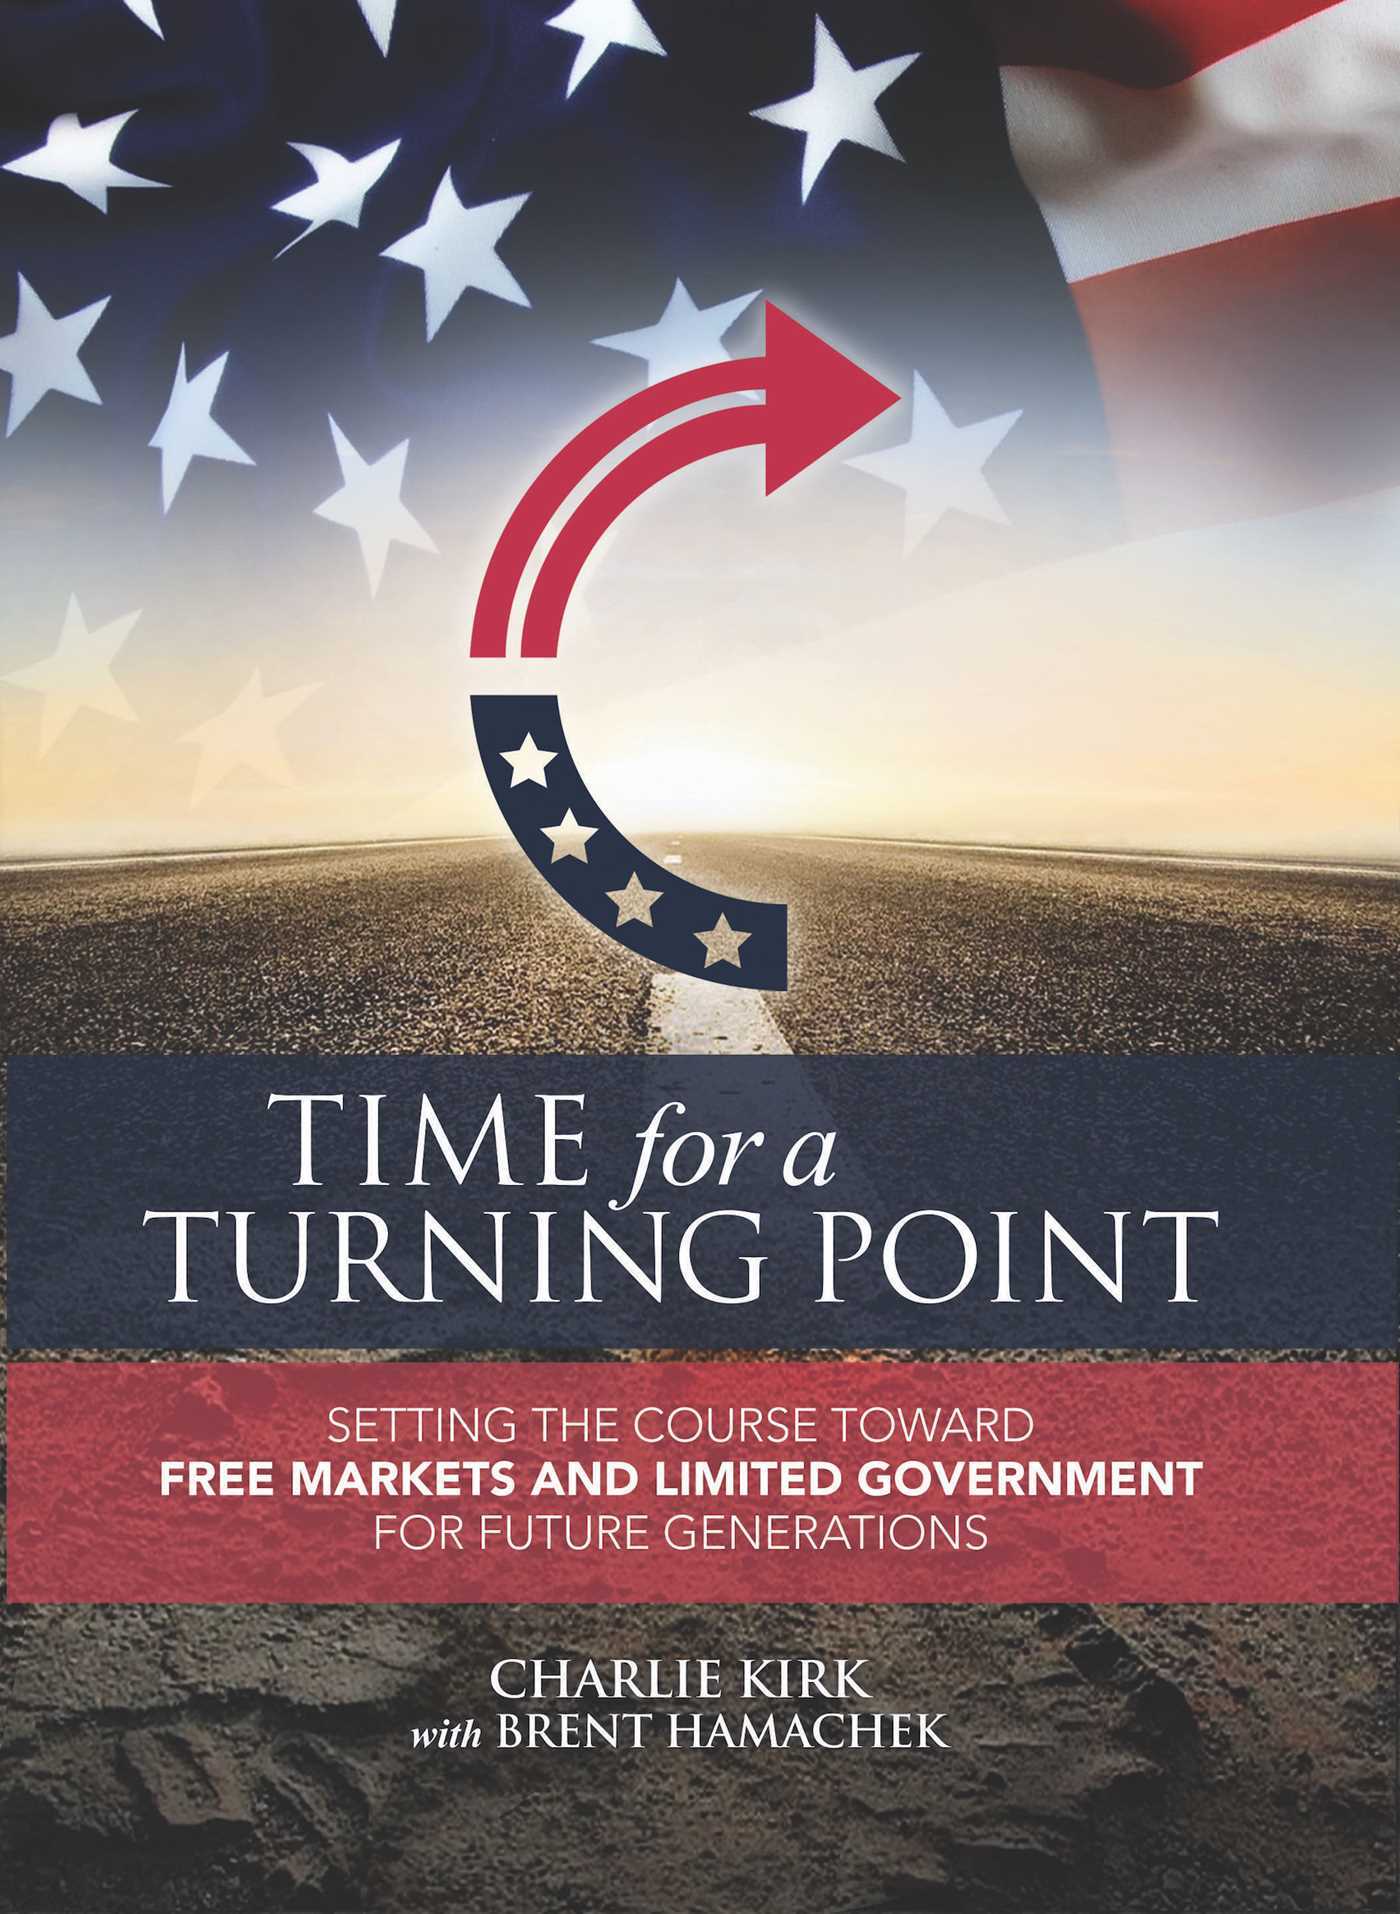 TIME for a
TURNING POINT
SETTING THE COURSE TOWARD
FREE MARKETS AND LIMITED GOVERNMENT
FOR FUTURE GENERATIONS
CHARLIE KIRK
with BRENT HAMACHEK